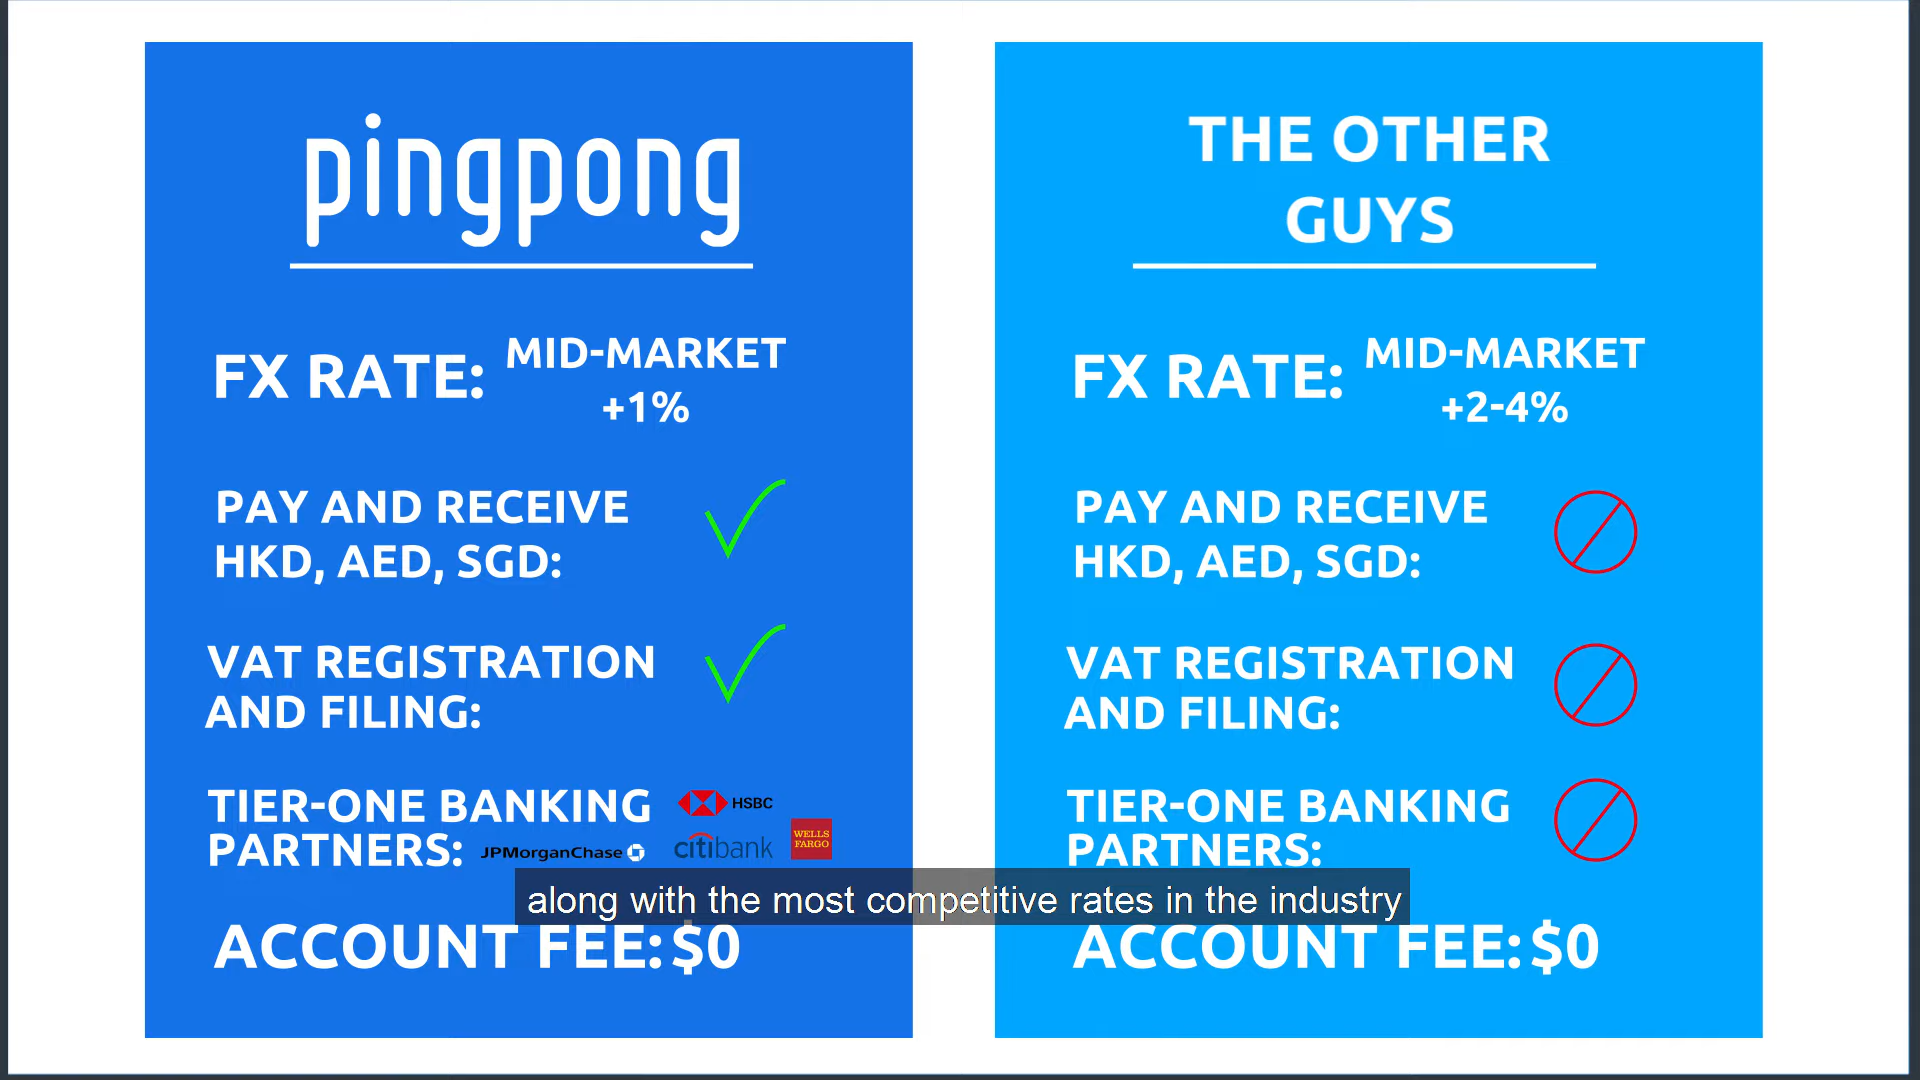 pingpong
FX RATE: MID-MARKET
+1%
PAY AND RECEIVE
HKD, AED, SGD:
VAT REGISTRATION
AND FILING:
TIER-ONE BANKING
PARTNERS:
HSBC
JPMorganChase
citibank
WELLS
FARGO
ACCOUNT FEE: $0
THE OTHER
GUYS
FX RATE: MID-MARKET
+2-4%
PAY AND RECEIVE
HKD, AED, SGD:
VAT REGISTRATION
AND FILING:
TIER-ONE BANKING
PARTNERS:
ACCOUNT FEE: $0
along with the most competitive rates in the industry